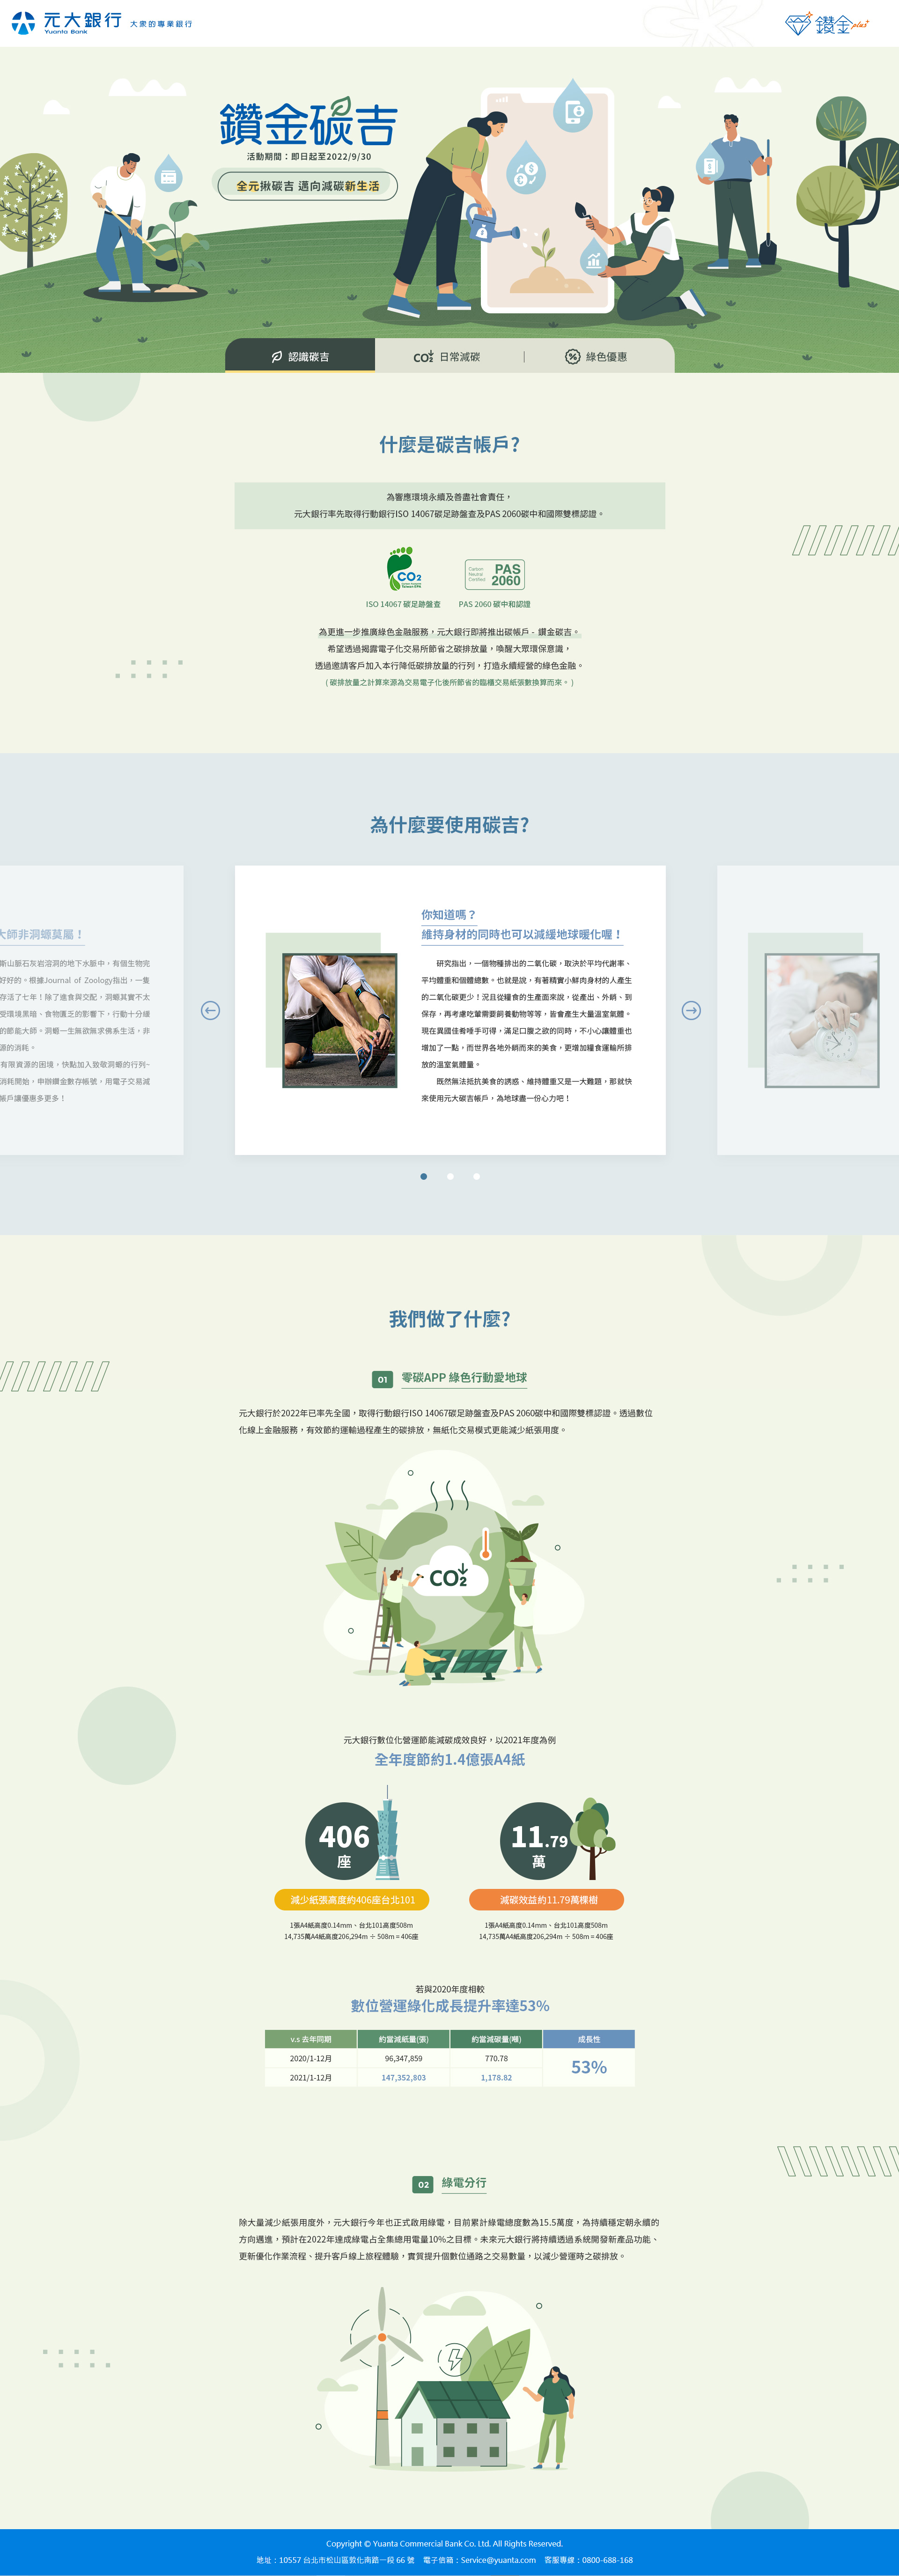 元大銀行
Yuanta Bank
大眾的專業銀行
鑽金plus+
鑽金碳吉
活動期間：即日起至2022/9/30
全元揪碳吉 邁向減碳新生活
認識碳吉
CO2 日常減碳
綠色優惠
什麼是碳吉帳戶?
為響應環境永續及善盡社會責任，
元大銀行率先取得行動銀行ISO 14067碳足跡盤查及PAS 2060碳中和國際雙標認證。
CO2
Carbon Neutral Certified
PAS 2060
ISO 14067 碳足跡盤查
PAS 2060 碳中和認證
為更進一步推廣綠色金融服務，元大銀行即將推出碳帳戶 - 鑽金碳吉。
希望透過揭露電子化交易所節省之碳排放量，喚醒大眾環保意識，
透過邀請客戶加入本行降低碳排放量的行列，打造永續經營的綠色金融。
( 碳排放量之計算來源為交易電子化後所節省的臨櫃交易紙張數換算而來。 )
為什麼要使用碳吉?
大師非洞螈莫屬！
斯山脈石灰岩溶洞的地下水脈中，有個生物完
好好的。根據Journal of Zoology指出，一隻
存活了七年！除了進食與交配，洞螈其實不太
受環境黑暗、食物匱乏的影響下，行動十分緩
的節能大師。洞螈一生無欲無求佛系生活，非
源的消耗。
有限資源的困境，快點加入致敬洞螈的行列~
消耗開始，申辦鑽金數存帳號，用電子交易減
帳戶讓優惠多更多！
你知道嗎？
維持身材的同時也可以減緩地球暖化喔！
研究指出，一個物種排出的二氧化碳，取決於平均代謝率、
平均體重和個體總數。也就是說，有著精實小鮮肉身材的人產生
的二氧化碳更少！況且從糧食的生產面來說，從產出、外銷、到
保存，再考慮吃葷需要飼養動物等等，皆會產生大量溫室氣體。
現在異國佳肴唾手可得，滿足口腹之欲的同時，不小心讓體重也
增加了一點，而世界各地外銷而來的美食，更增加糧食運輸所排
放的溫室氣體量。
既然無法抵抗美食的誘惑、維持體重又是一大難題，那就快
來使用元大碳吉帳戶，為地球盡一份心力吧！
我們做了什麼?
01 零碳APP 綠色行動愛地球
元大銀行於2022年已率先全國，取得行動銀行ISO 14067碳足跡盤查及PAS 2060碳中和國際雙標認證。透過數位
化線上金融服務，有效節約運輸過程產生的碳排放，無紙化交易模式更能減少紙張用度。
CO2
元大銀行數位化營運節能減碳成效良好，以2021年度為例
全年度節約1.4億張A4紙
406
座
11.79
萬
減少紙張高度約406座台北101
減碳效益約11.79萬棵樹
1張A4紙高度0.14mm、台北101高度508m
14,735萬A4紙高度206,294m ÷ 508m = 406座
1張A4紙高度0.14mm、台北101高度508m
14,735萬A4紙高度206,294m ÷ 508m = 406座
若與2020年度相較
數位營運綠化成長提升率達53%
v.s 去年同期 約當減紙量(張) 約當減碳量(噸) 成長性
2020/1-12月 96,347,859 770.78 53%
2021/1-12月 147,352,803 1,178.82
02 綠電分行
除大量減少紙張用度外，元大銀行今年也正式啟用綠電，目前累計綠電總度數為15.5萬度，為持續穩定朝永續的
方向邁進，預計在2022年達成綠電占全集總用電量10%之目標。未來元大銀行將持續透過系統開發新產品功能、
更新優化作業流程、提升客戶線上旅程體驗，實質提升個數位通路之交易數量，以減少營運時之碳排放。
Copyright © Yuanta Commercial Bank Co. Ltd. All Rights Reserved.
地址：10557 台北市松山區敦化南路一段 66 號 電子信箱：Service@yuanta.com 客服專線：0800-688-168